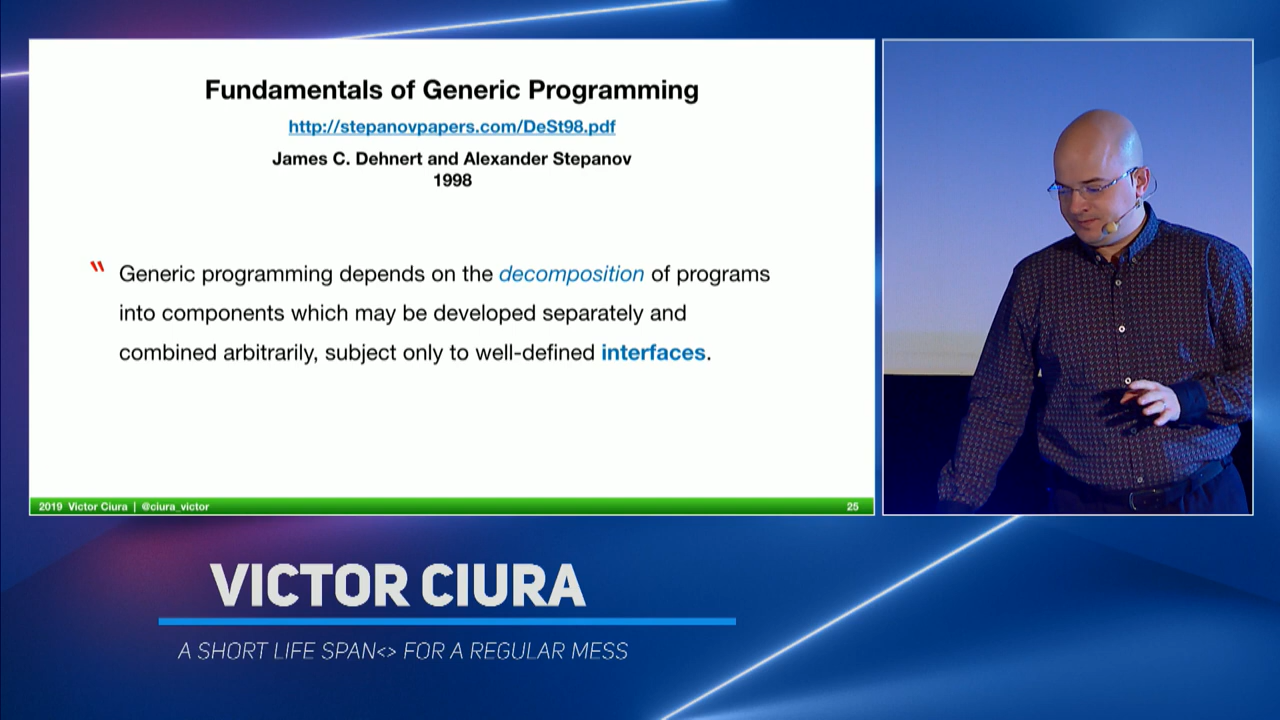 Fundamentals of Generic Programming
http://stepanovpapers.com/DeSt98.pdf
James C. Dehnert and Alexander Stepanov
1998
" Generic programming depends on the decomposition of programs
into components which may be developed separately and
combined arbitrarily, subject only to well-defined interfaces.
2019 Victor Ciura | @ciura_victor 25
VICTOR CIURA
A SHORT LIFE SPAN<> FOR A REGULAR MESS